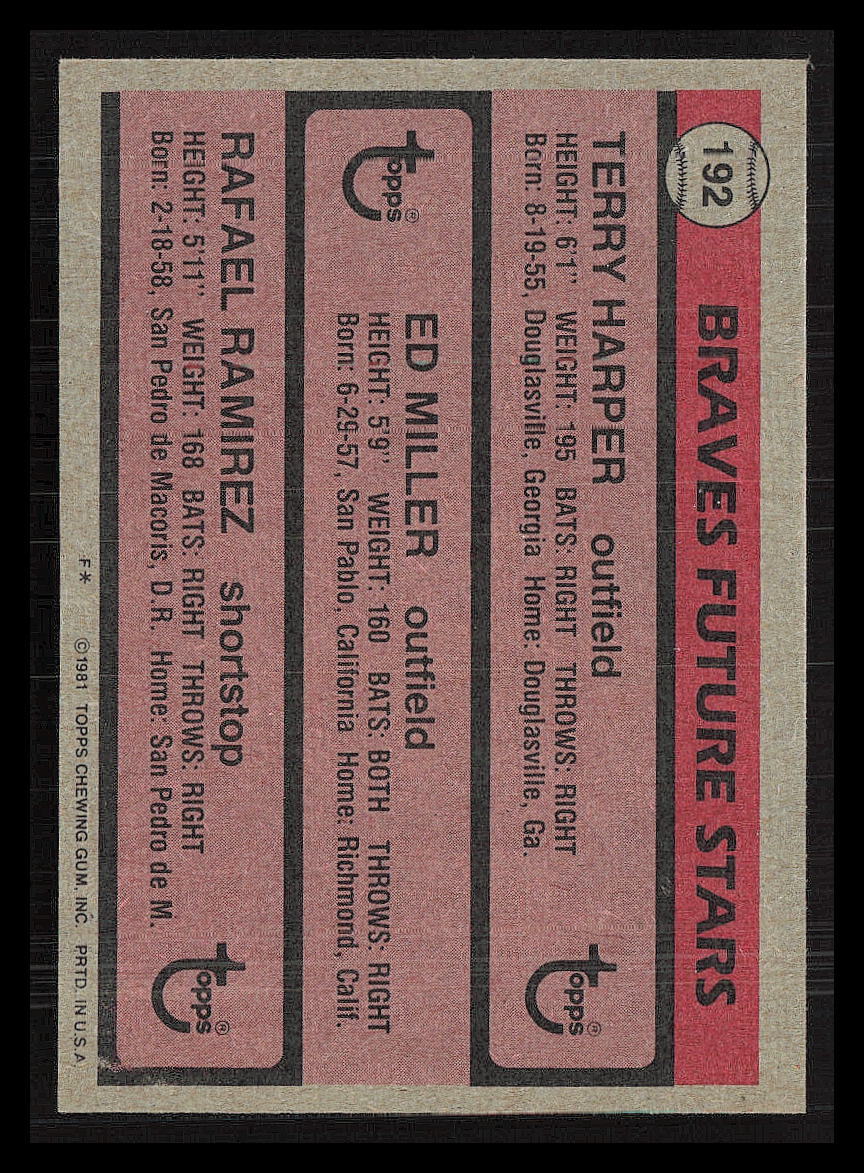 192
BRAVES FUTURE STARS
TERRY HARPER outfield
HEIGHT: 6'1" WEIGHT: 195 BATS: RIGHT THROWS: RIGHT
Born: 8-19-55, Douglasville, Georgia Home: Douglasville, Ga.
Topps®
Topps®
ED MILLER outfield
HEIGHT: 5'9" WEIGHT: 160 BATS: BOTH THROWS: RIGHT
Born: 6-29-57, San Pablo, California Home: Richmond, Calif.
RAFAEL RAMIREZ shortstop
HEIGHT: 5'11" WEIGHT: 168 BATS: RIGHT THROWS: RIGHT
Born: 2-18-58, San Pedro de Macoris, D.R. Home: San Pedro de M.
Topps®
F* ©1981 TOPPS CHEWING GUM, INC. PRTD. IN U.S.A.